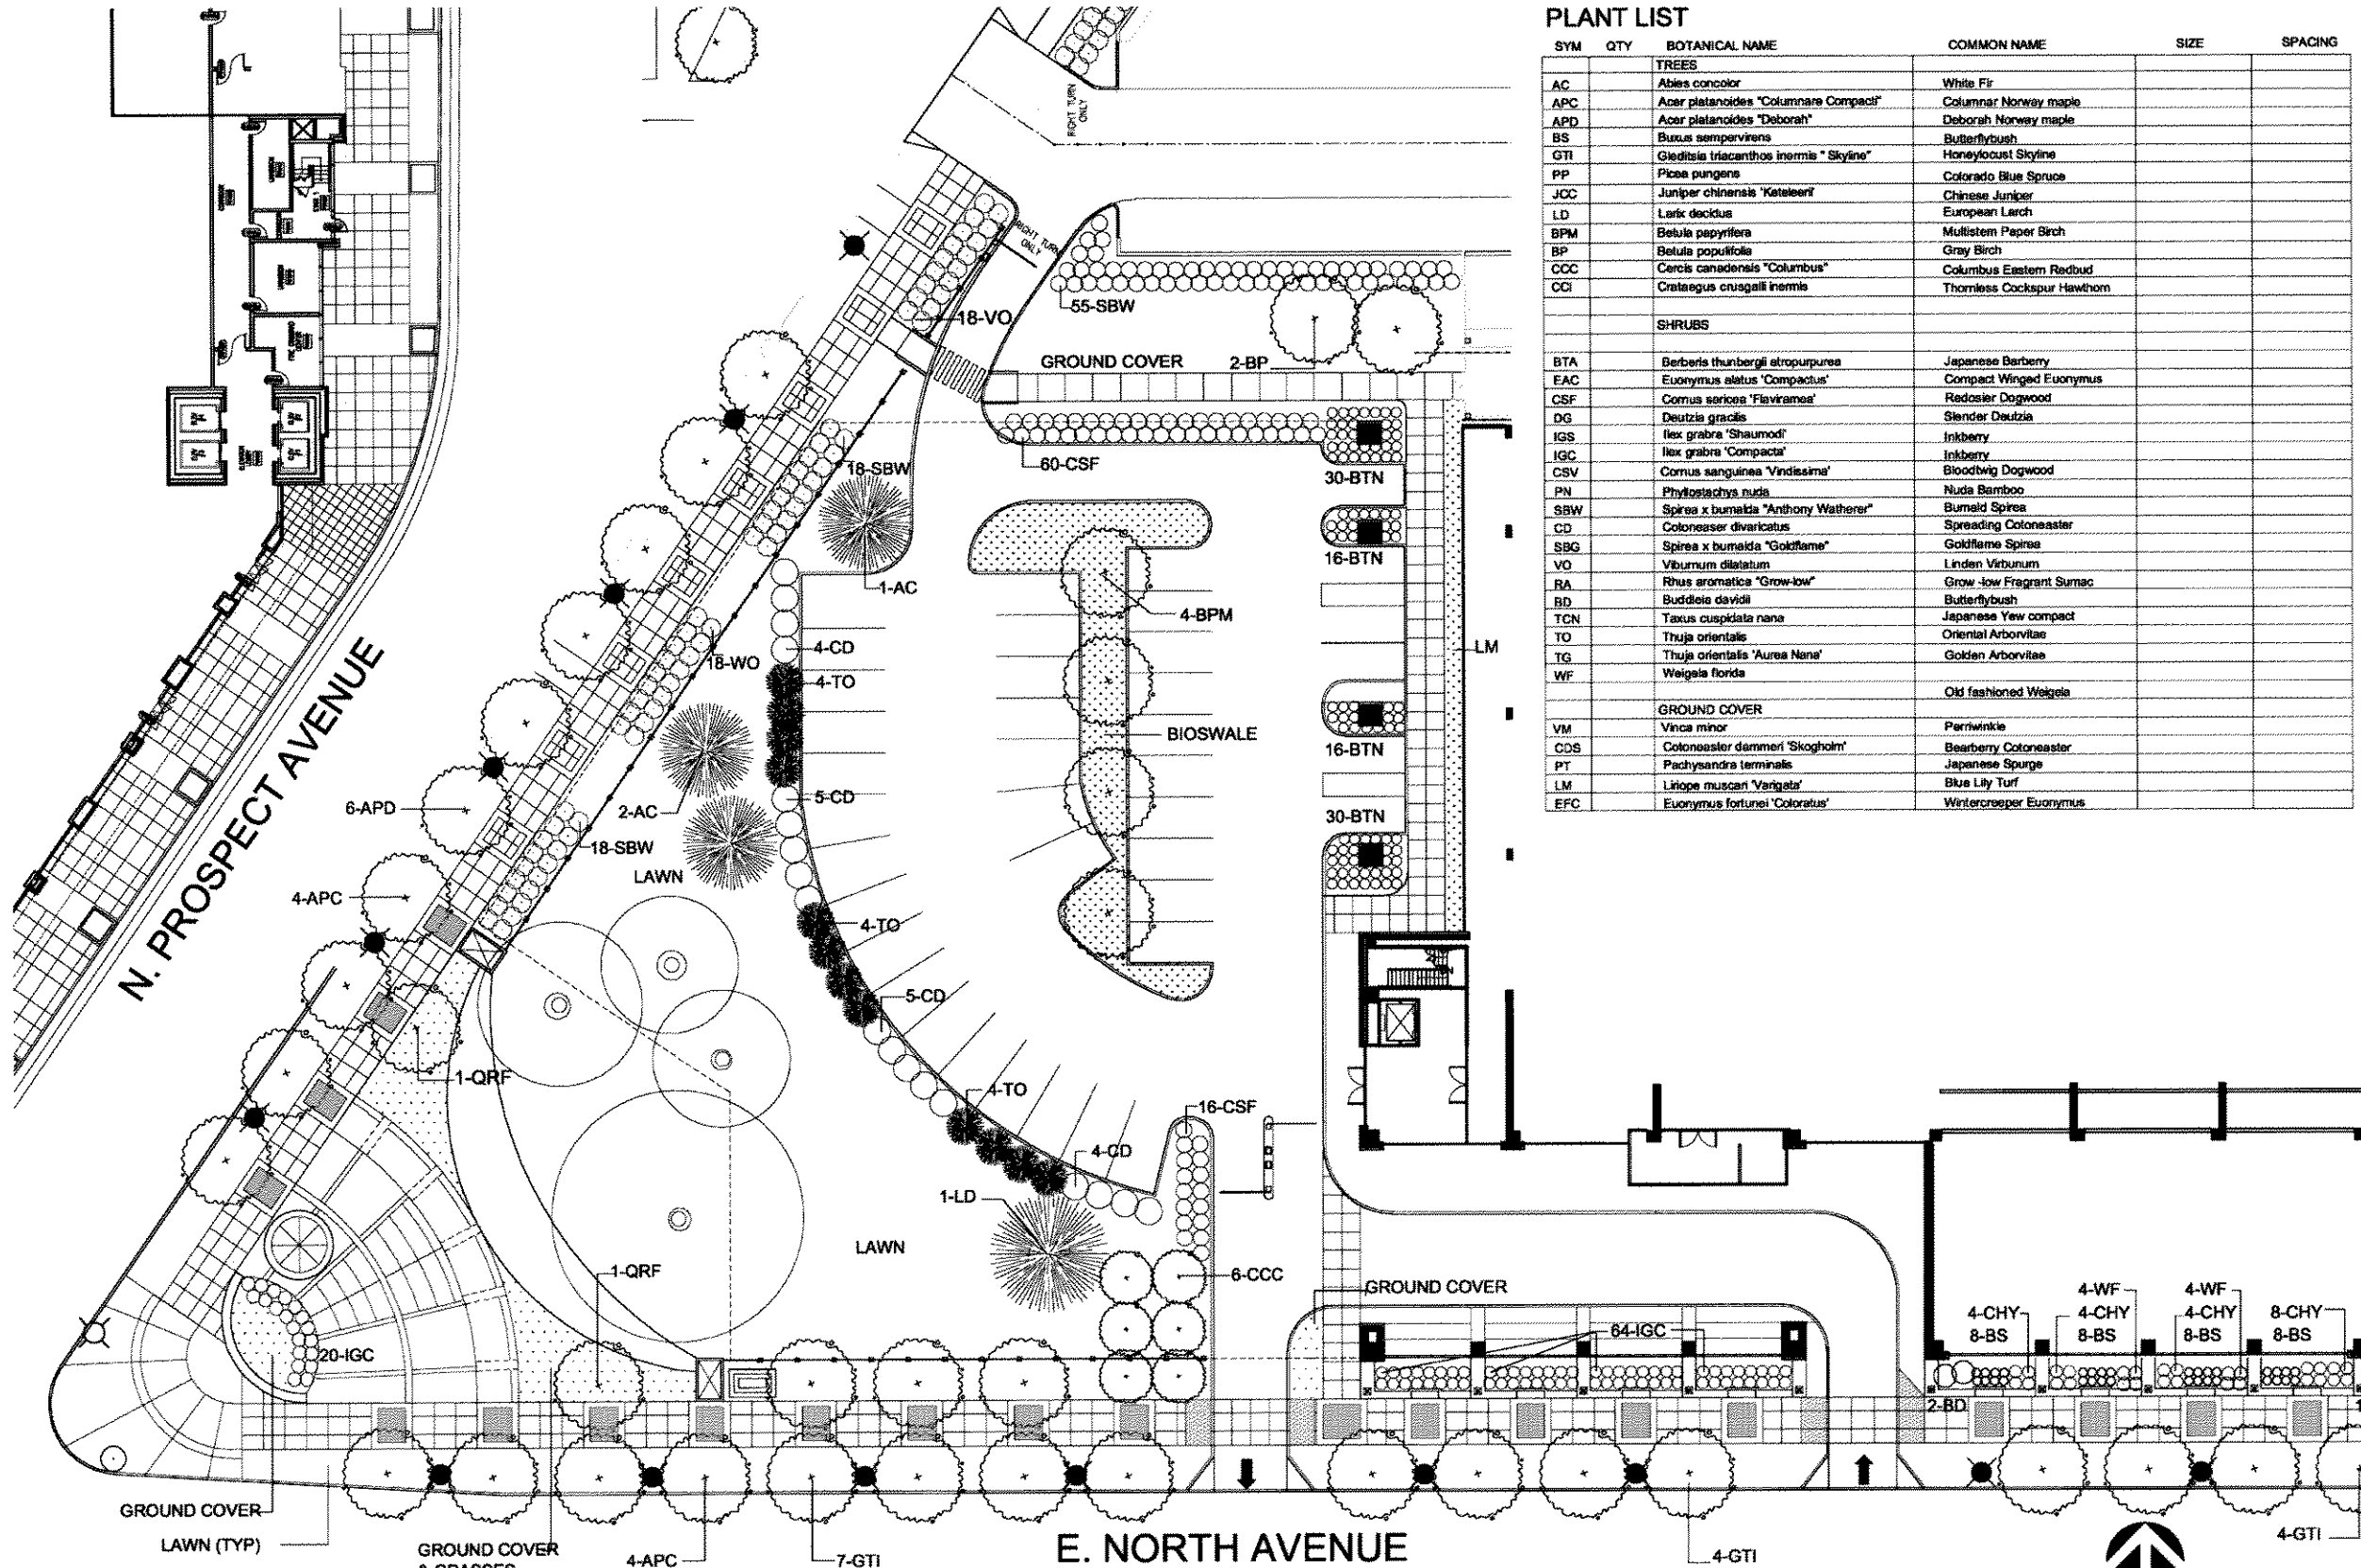 PLANT LIST
SYM QTY BOTANICAL NAME COMMON NAME SIZE SPACING
TREES
AC Abies concolor White Fir
APC Acer platanoides "Columnare Compacti" Columnar Norway maple
APD Acer platanoides "Deborah" Deborah Norway maple
BS Buxus sempervirens Butterflybush
GTI Gleditsia triacanthos inermis " Skyline" Honeylocust Skyline
PP Picea pungens Colorado Blue Spruce
JCC Juniper chinensis 'Keteleeri' Chinese Juniper
LD Larix decidua European Larch
BPM Betula papyrifera Multistem Paper Birch
BP Betula populifolia Gray Birch
CCC Cercis canadensis "Columbus" Columbus Eastern Redbud
CCI Crataegus crusgalli inermis Thornless Cockspur Hawthorn
SHRUBS
BTA Berberis thunbergii atropurpurea Japanese Barberry
EAC Euonymus alatus 'Compactus' Compact Winged Euonymus
CSF Cornus sericea 'Flaviramea' Redosier Dogwood
DG Deutzia gracilis Slender Deutzia
IGS Ilex grabra 'Shaumodi' Inkberry
IGC Ilex grabra 'Compacta' Inkberry
CSV Cornus sanguinea 'Viridissima' Bloodtwig Dogwood
PN Phyllostachys nuda Nuda Bamboo
SBW Spirea x bumalda "Anthony Watherer" Bumald Spirea
CD Cotoneaser divaricatus Spreading Cotoneaster
SBG Spirea x bumalda "Goldflame" Goldflame Spirea
VO Viburnum dilatatum Linden Virbunum
RA Rhus aromatica "Grow-low" Grow -low Fragrant Sumac
BD Buddleia davidii Butterflybush
TCN Taxus cuspidata nana Japanese Yew compact
TO Thuja orientalis Oriental Arborvitae
TG Thuja orientalis 'Aurea Nana' Golden Arborvitae
WF Weigela florida
Old fashioned Weigela
GROUND COVER
VM Vinca minor Perriwinkle
CDS Cotoneaster dammeri 'Skogholm' Bearberry Cotoneaster
PT Pachysandra terminalis Japanese Spurge
LM Liriope muscari 'Varigata' Blue Lily Turf
EFC Euonymus fortunei 'Coloratus' Wintercreeper Euonymus
RIGHT TURN
ONLY
RIGHT TURN
ONLY
18-VO
55-SBW
GROUND COVER
2-BP
18-SBW
60-CSF
30-BTN
16-BTN
1-AC
4-BPM
4-CD
18-WO
LM
4-TO
BIOSWALE
16-BTN
5-CD
6-APD
2-AC
30-BTN
18-SBW
LAWN
4-APC
4-TO
N. PROSPECT AVENUE
5-CD
1-QRF
4-TO
16-CSF
4-CD
1-LD
LAWN
1-QRF
6-CCC
GROUND COVER
4-WF
4-WF
4-CHY
4-CHY
4-CHY
8-CHY
8-BS
8-BS
8-BS
8-BS
64-IGC
20-IGC
2-BD
GROUND COVER
LAWN (TYP)
GROUND COVER
4-APC
7-GTI
E. NORTH AVENUE
4-GTI
4-GTI